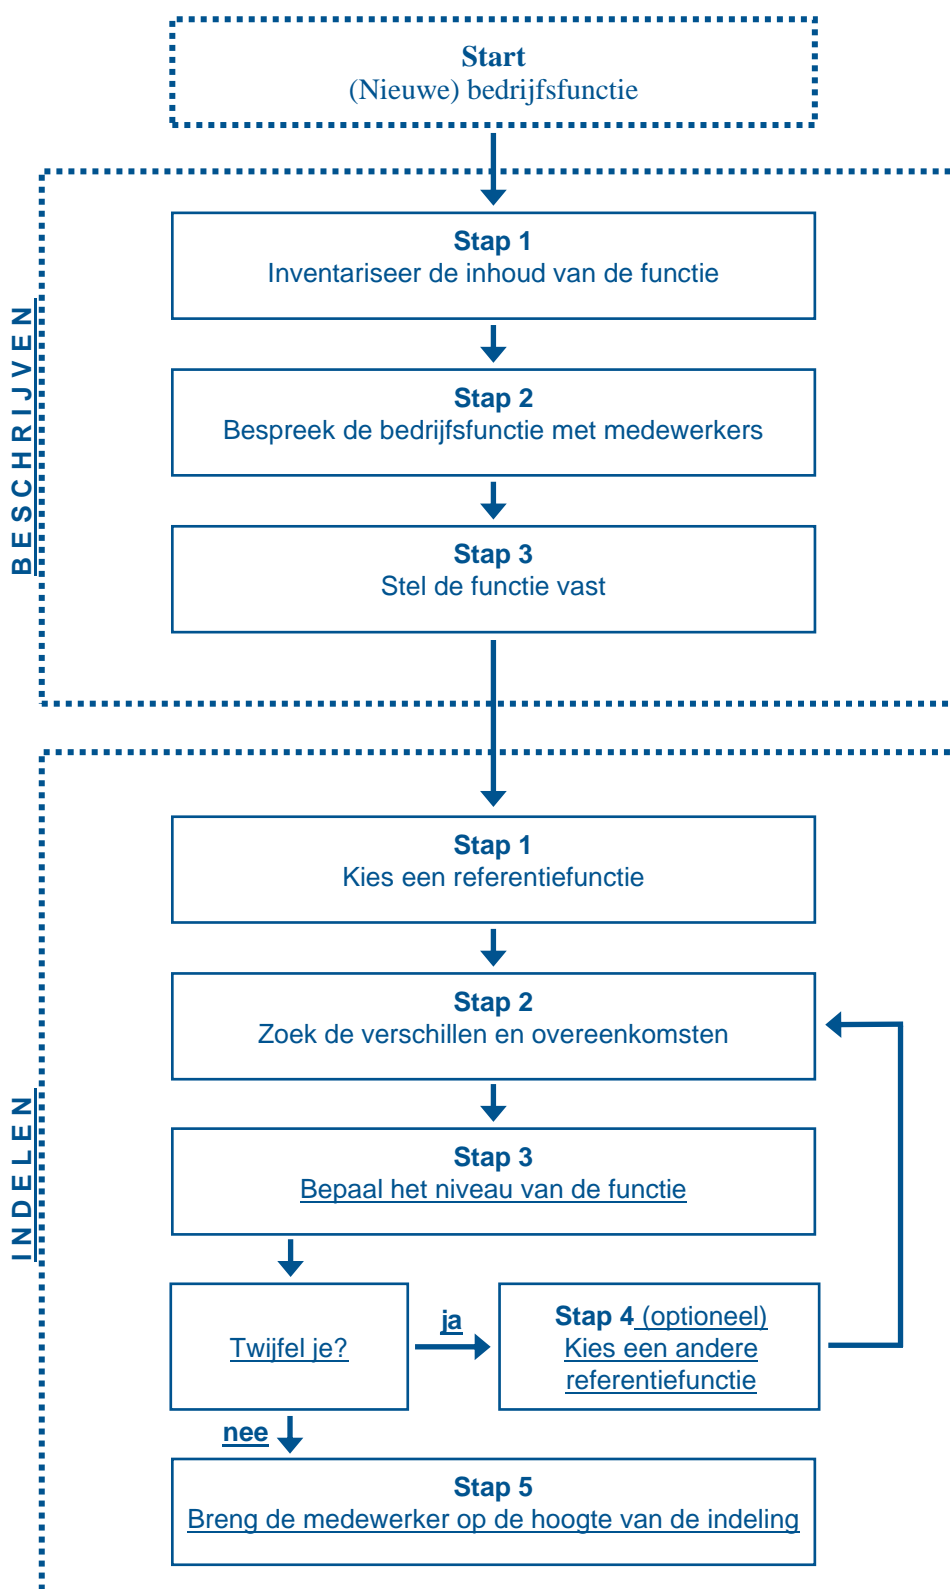 Start
(Nieuwe) bedrijfsfunctie
BESCHRIJVEN
Stap 1
Inventariseer de inhoud van de functie
Stap 2
Bespreek de bedrijfsfunctie met medewerkers
Stap 3
Stel de functie vast
INDELEN
Stap 1
Kies een referentiefunctie
Stap 2
Zoek de verschillen en overeenkomsten
Stap 3
Bepaal het niveau van de functie
Twijfel je?
ja
Stap 4 (optioneel)
Kies een andere
referentiefunctie
nee
Stap 5
Breng de medewerker op de hoogte van de indeling